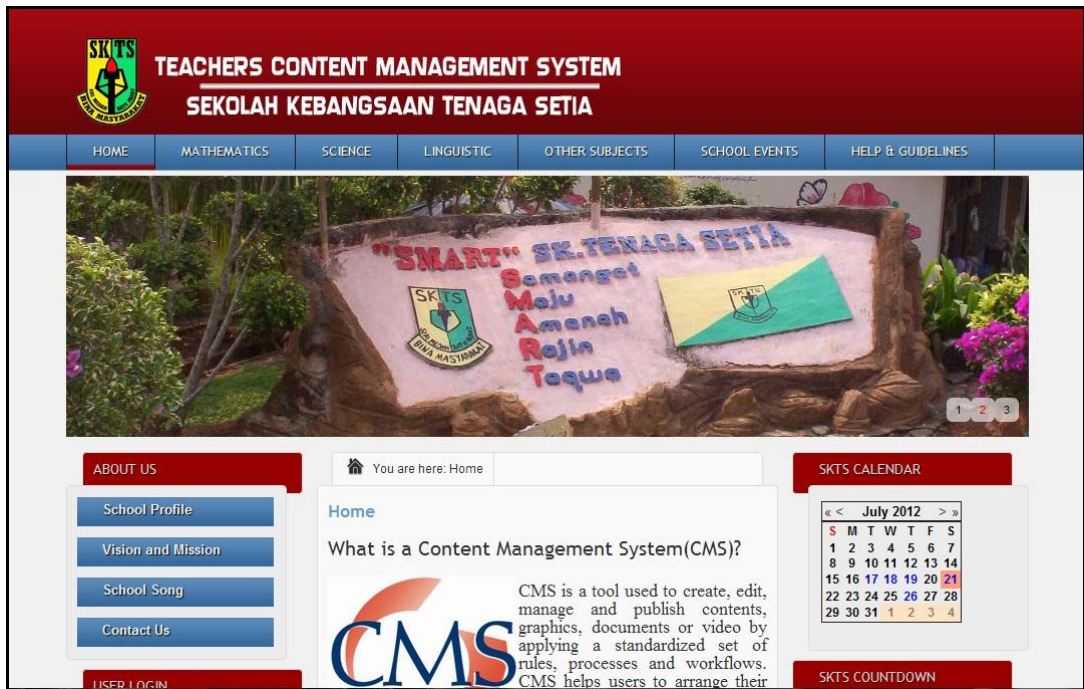 SKTS
BINA MASYARAKAT
TEACHERS CONTENT MANAGEMENT SYSTEM
SEKOLAH KEBANGSAAN TENAGA SETIA
HOME MATHEMATICS SCIENCE LINGUISTIC OTHER SUBJECTS SCHOOL EVENTS HELP & GUIDELINES
"SMART" SK.TENAGA SETIA
Semangat
Maju
Amanah
Rajin
Taqwa
SKTS
BINA MASYARAKAT
SKTS
1 2 3
ABOUT US
School Profile
Vision and Mission
School Song
Contact Us
USER LOGIN
You are here: Home
Home
What is a Content Management System(CMS)?
CMS
CMS is a tool used to create, edit,
manage and publish contents,
graphics, documents or video by
applying a standardized set of
rules, processes and workflows.
CMS helps users to arrange their
SKTS CALENDAR
« < July 2012 > »
S M T W T F S
1 2 3 4 5 6 7
8 9 10 11 12 13 14
15 16 17 18 19 20 21
22 23 24 25 26 27 28
29 30 31 1 2 3 4
SKTS COUNTDOWN